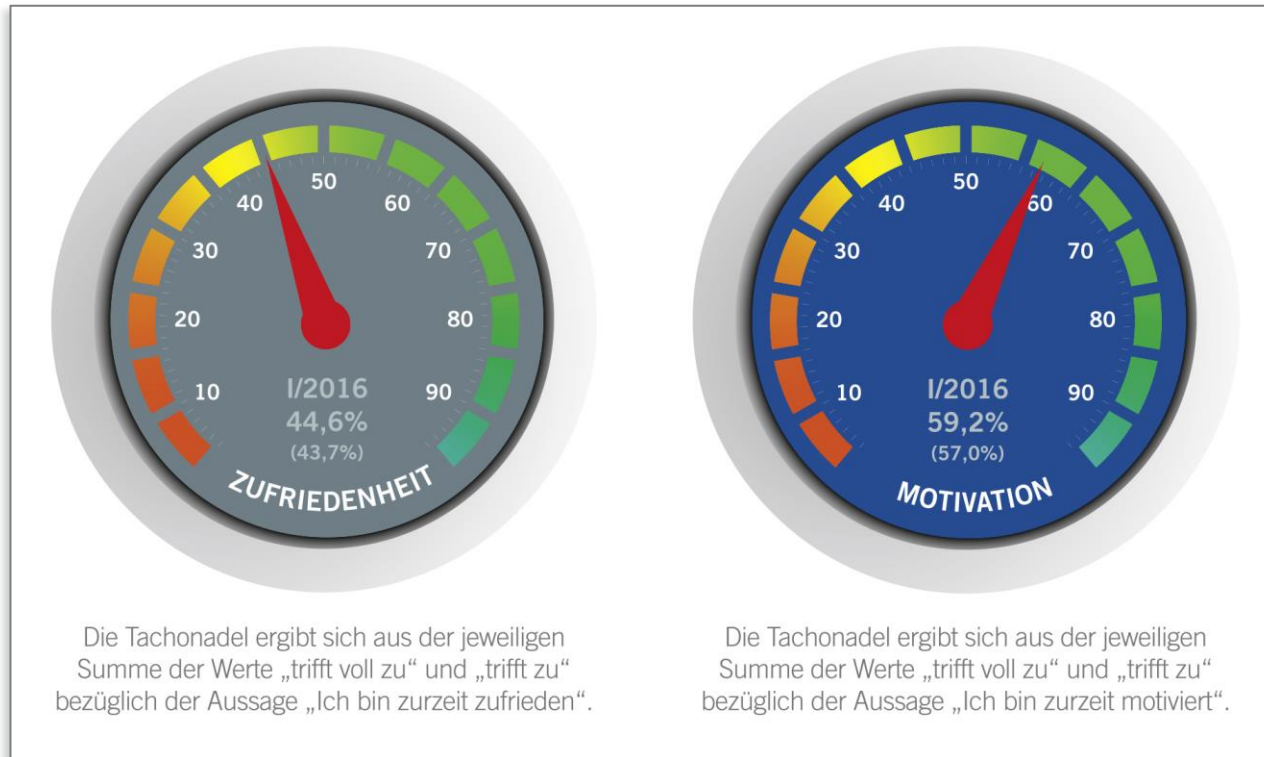 50
40
60
30
70
20
80
10
90
I/2016
44,6%
(43,7%)
ZUFRIEDENHEIT
Die Tachonadel ergibt sich aus der jeweiligen
Summe der Werte „trifft voll zu“ und „trifft zu“
bezüglich der Aussage „Ich bin zurzeit zufrieden“.
50
40
60
30
70
20
80
10
90
I/2016
59,2%
(57,0%)
MOTIVATION
Die Tachonadel ergibt sich aus der jeweiligen
Summe der Werte „trifft voll zu“ und „trifft zu“
bezüglich der Aussage „Ich bin zurzeit motiviert“.